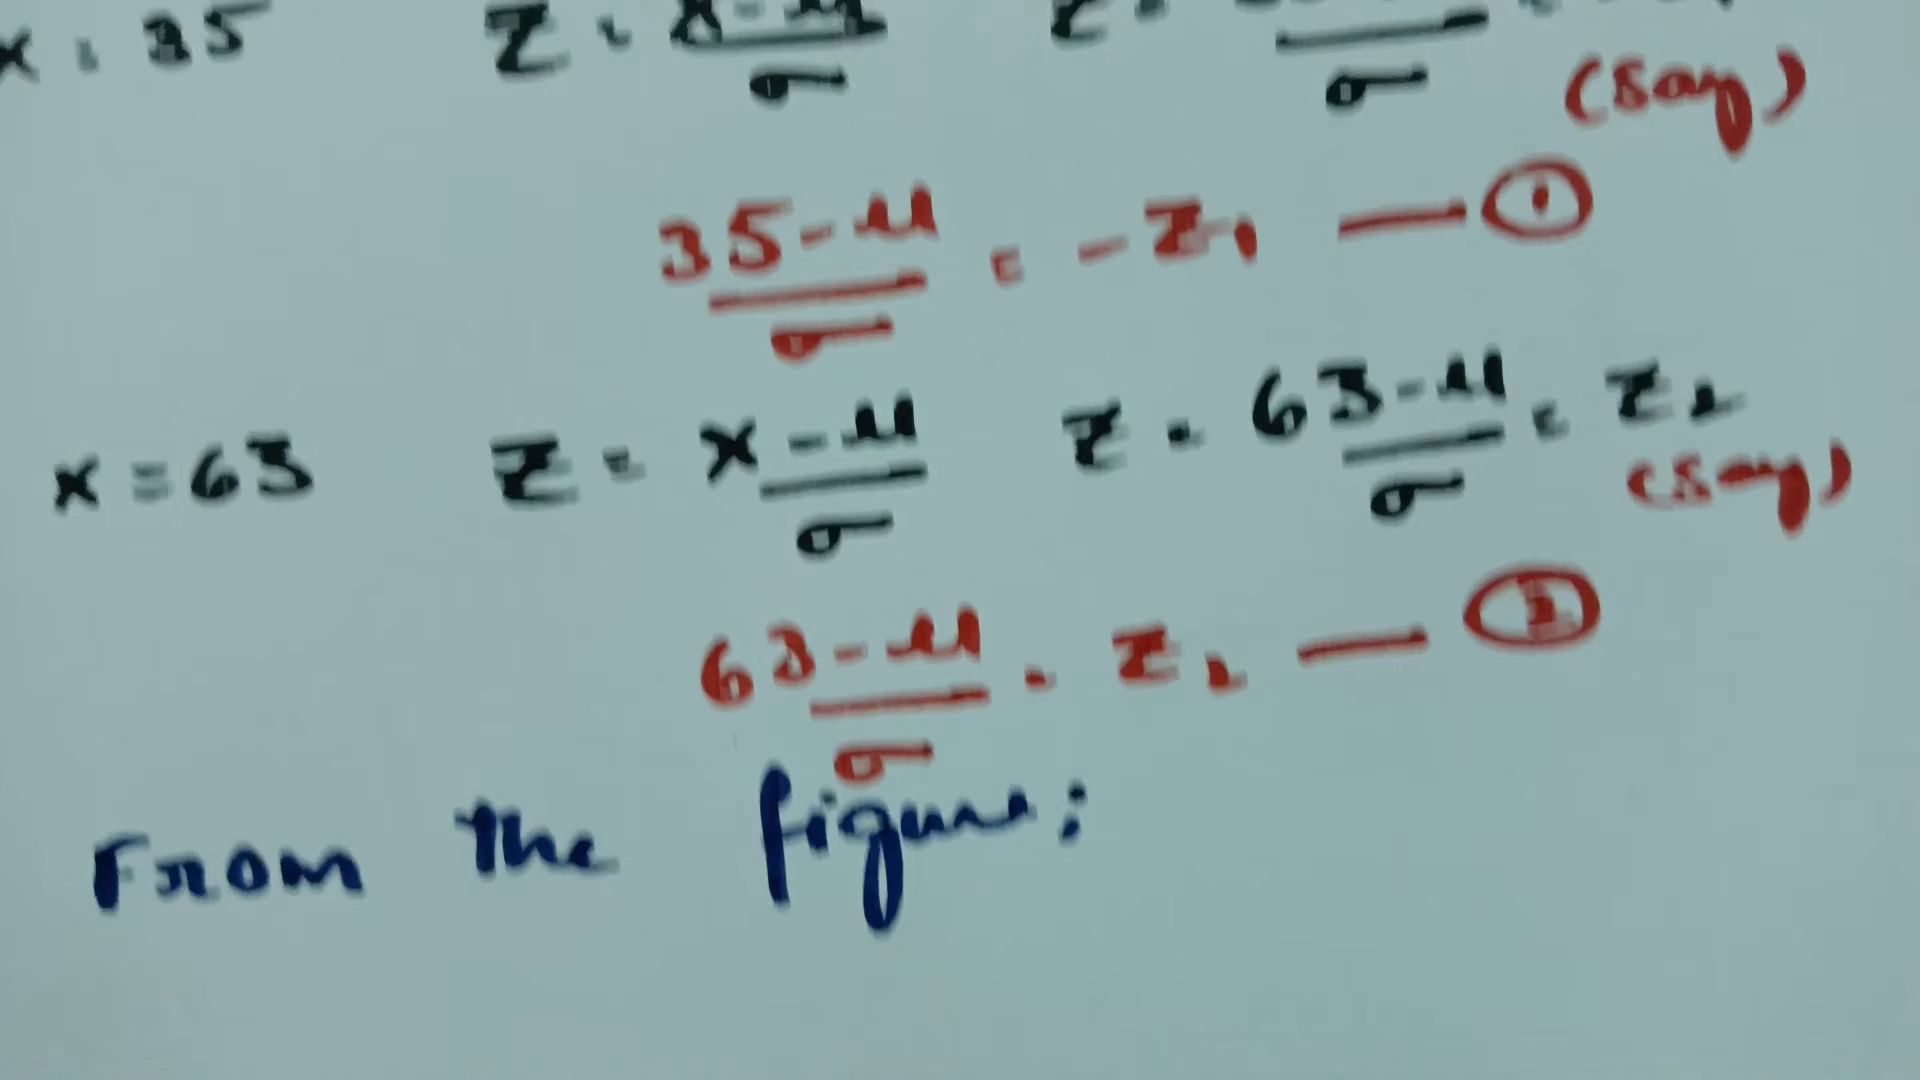 x = 35 Z = x-μ/σ Z = /σ
(say)
35-μ/σ = -Z₁ — ①
x = 63 Z = x-μ/σ Z = 63-μ/σ = Z₂
(say)
63-μ/σ = Z₂ — ②
From the figure;